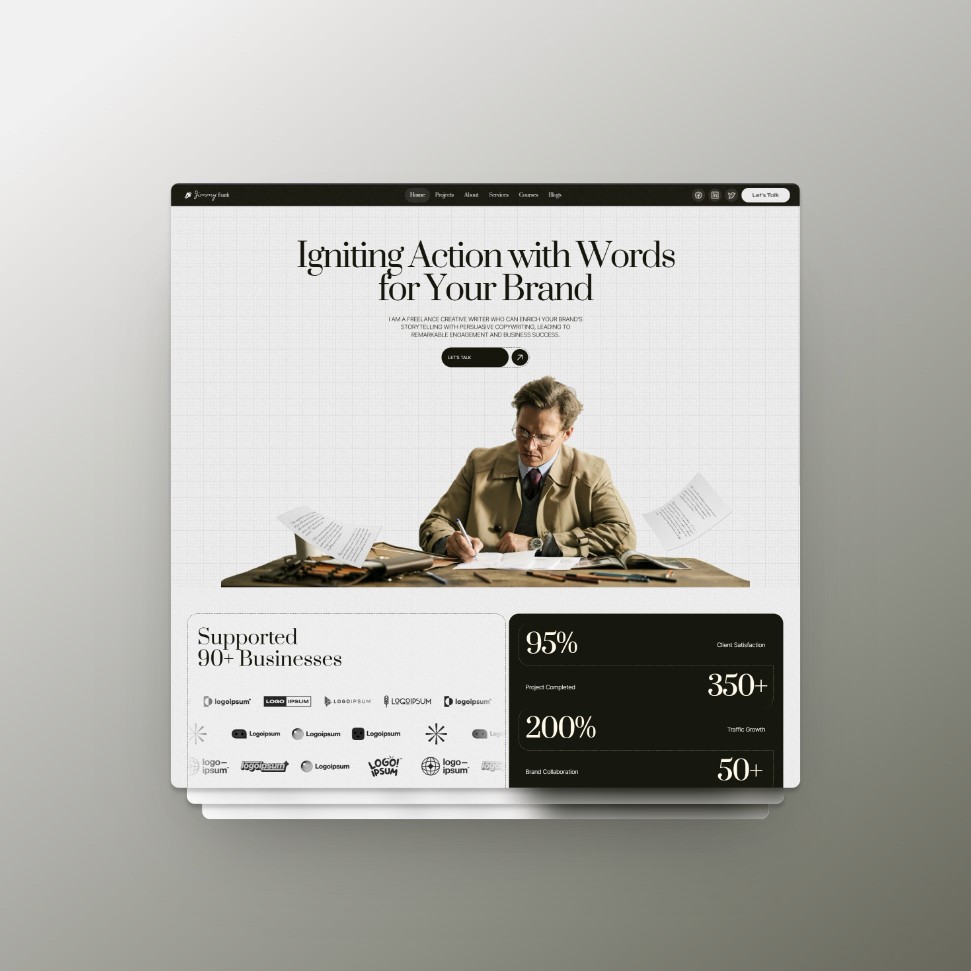 Jimmy Fank
Home Projects About Services Courses Blogs
Let's Talk
Igniting Action with Words
for Your Brand
I AM A FREELANCE CREATIVE WRITER WHO CAN ENRICH YOUR BRAND'S
STORYTELLING WITH PERSUASIVE COPYWRITING, LEADING TO
REMARKABLE ENGAGEMENT AND BUSINESS SUCCESS.
LET'S TALK
Supported
90+ Businesses
logoipsum LOGO IPSUM LOGOIPSUM LOGOIPSUM logoipsum
Logoipsum Logoipsum Logoipsum
logo
ipsum logoipsum Logoipsum LOGO! IPSUM logo
ipsum logo
95% Client Satisfaction
Project Completed 350+
200% Traffic Growth
Brand Collaboration 50+